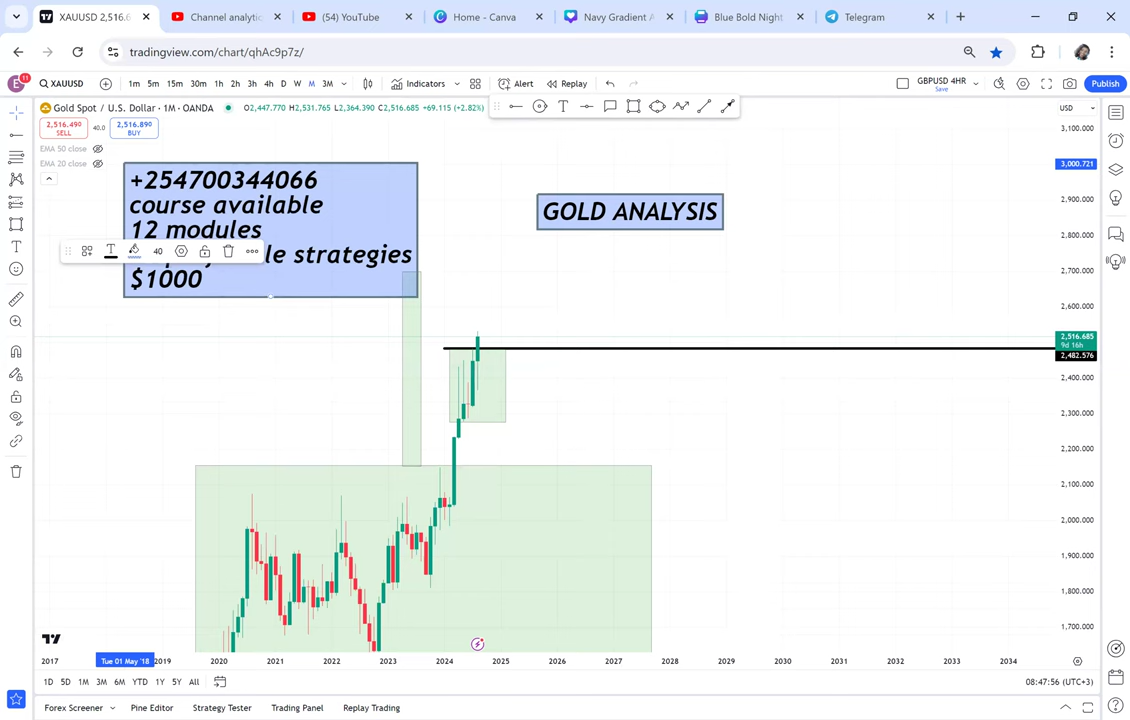 XAUUSD 2,516.6
Channel analytic
(54) YouTube
Home - Canva
Navy Gradient A
Blue Bold Night
Telegram
tradingview.com/chart/qhAc9p7z/
E 11 XAUUSD 1m 5m 15m 30m 1h 2h 3h 4h D W M 3M Indicators Alert Replay GBPUSD 4HR Save Publish
Gold Spot / U.S. Dollar · 1M · OANDA O2,447.770 H2,531.765 L2,364.390 C2,516.685 +69.115 (+2.82%)
USD
2,516.490 SELL 40.0 2,516.890 BUY
EMA 50 close
EMA 20 close
+254700344066
course available
12 modules
le strategies
$1000
40
GOLD ANALYSIS
3,100.000
3,000.721
2,900.000
2,800.000
2,700.000
2,600.000
2,516.685
9d 16h
2,482.576
2,400.000
2,300.000
2,200.000
2,100.000
2,000.000
1,900.000
1,800.000
1,700.000
2017 Tue 01 May '18 2019 2020 2021 2022 2023 2024 2025 2026 2027 2028 2029 2030 2031 2032 2033 2034
1D 5D 1M 3M 6M YTD 1Y 5Y All 08:47:56 (UTC+3)
Forex Screener Pine Editor Strategy Tester Trading Panel Replay Trading